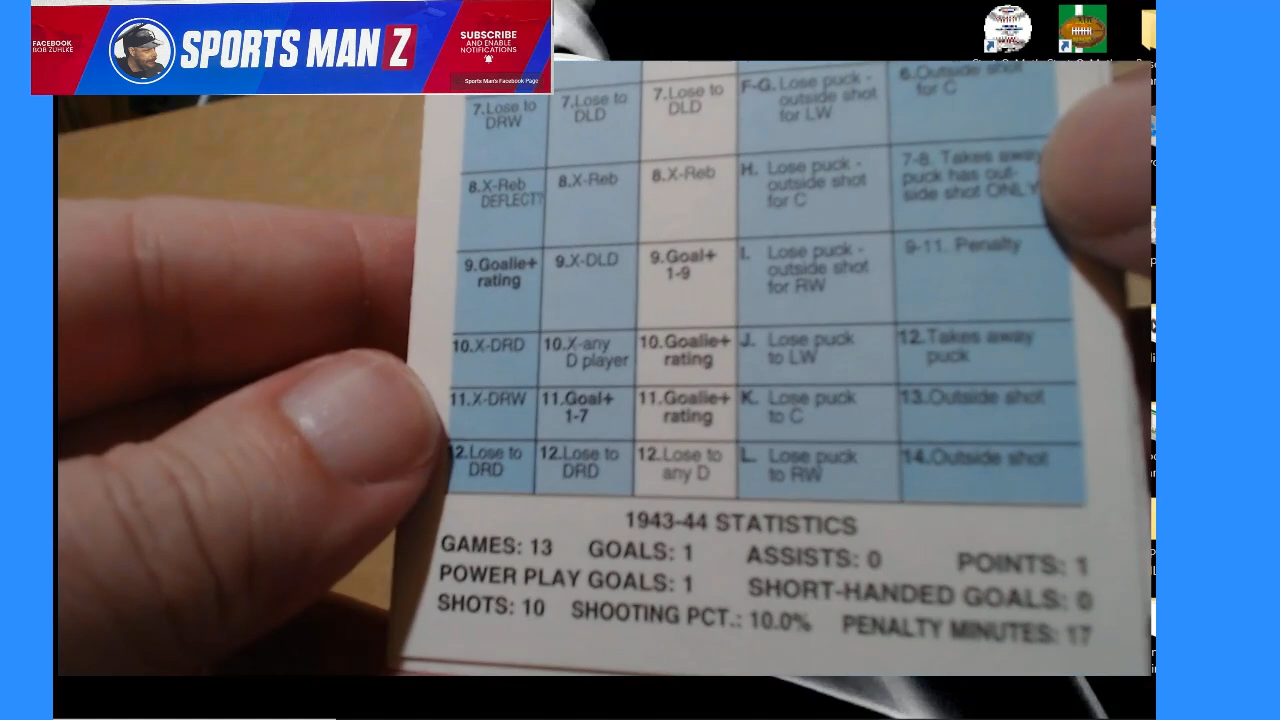 FACEBOOK
BOB ZUHLKE
SPORTS MAN Z
SUBSCRIBE
AND ENABLE
NOTIFICATIONS
Sports Man's Facebook Page
7.Lose to
DRW
7.Lose to
DLD
7.Lose to
DLD
F-G. Lose puck -
outside shot
for LW
6.Outside shot
for C
8.X-Reb
DEFLECT?
8.X-Reb
8.X-Reb
H. Lose puck -
outside shot
for C
7-8. Takes away
puck has out-
side shot ONLY
9.Goalie+
rating
9.X-DLD
9.Goal+
1-9
I. Lose puck -
outside shot
for RW
9-11. Penalty
10.X-DRD
10.X-any
D player
10.Goalie+
rating
J. Lose puck
to LW
12.Takes away
puck
11.X-DRW
11.Goal+
1-7
11.Goalie+
rating
K. Lose puck
to C
13.Outside shot
12.Lose to
DRD
12.Lose to
DRD
12.Lose to
any D
L. Lose puck
to RW
14.Outside shot
1943-44 STATISTICS
GAMES: 13 GOALS: 1 ASSISTS: 0 POINTS: 1
POWER PLAY GOALS: 1 SHORT-HANDED GOALS: 0
SHOTS: 10 SHOOTING PCT.: 10.0% PENALTY MINUTES: 17